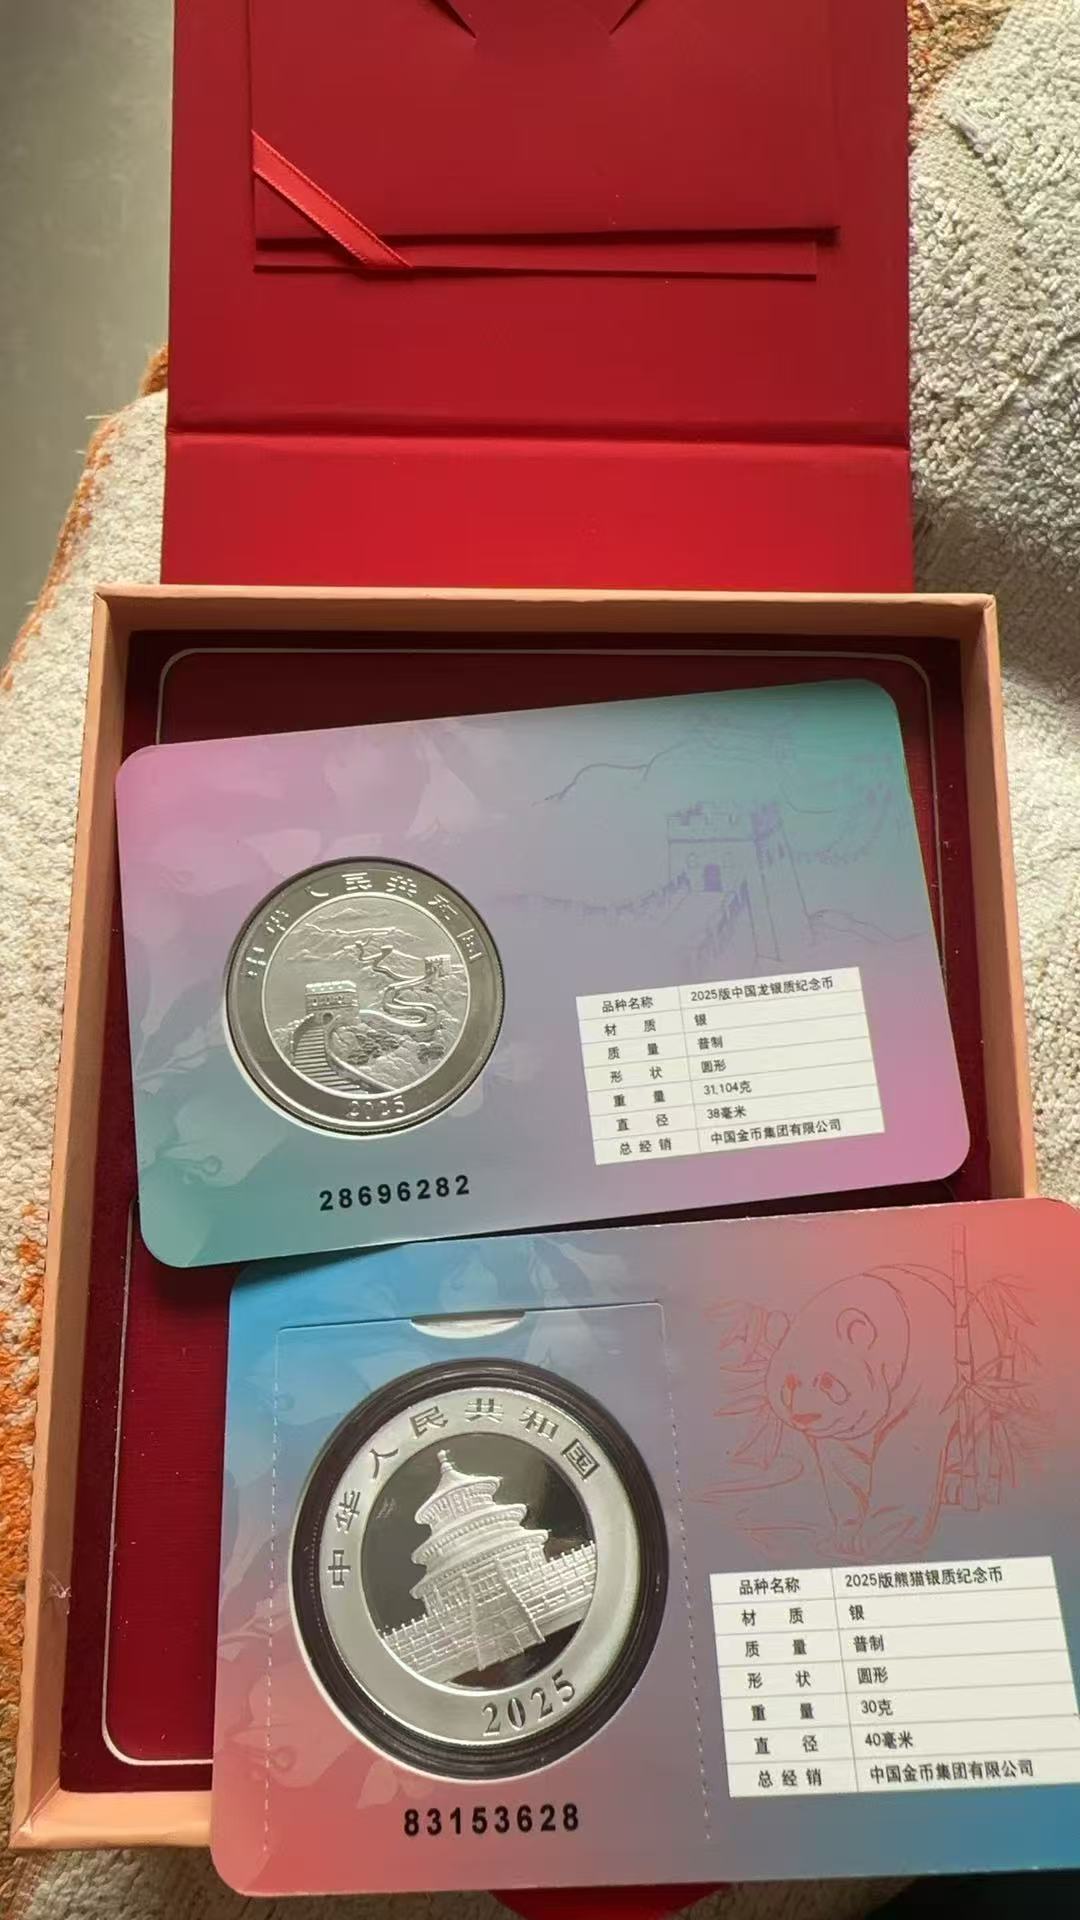 中华人民共和国
2025
28696282
品种名称 2025版中国龙银质纪念币
材 质 银
质 量 普制
形 状 圆形
重 量 31.104克
直 径 38毫米
总经销 中国金币集团有限公司
中华人民共和国
2025
83153628
品种名称 2025版熊猫银质纪念币
材 质 银
质 量 普制
形 状 圆形
重 量 30克
直 径 40毫米
总经销 中国金币集团有限公司